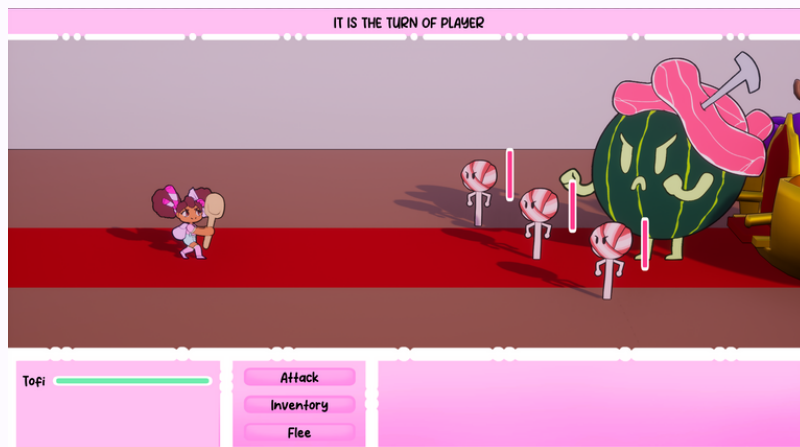 IT IS THE TURN OF PLAYER
Tofi
Attack
Inventory
Flee